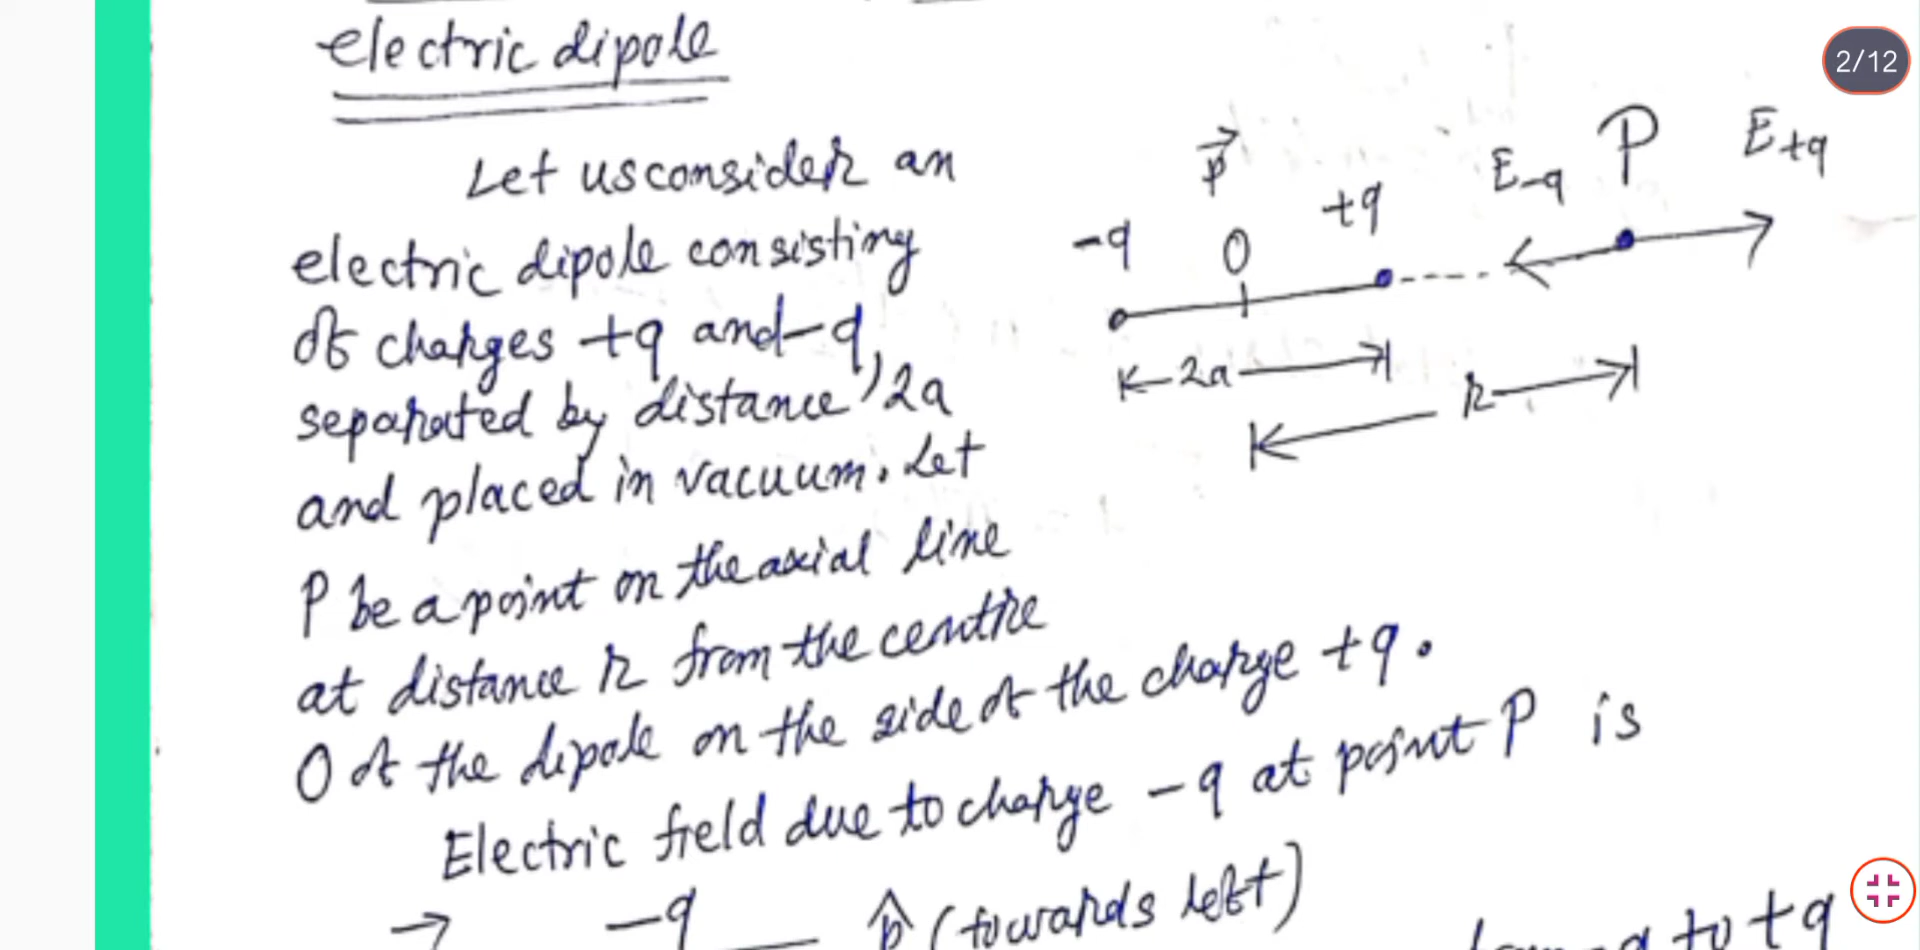 electric dipole
Let us consider an
electric dipole consisting
of charges +q and -q,
separated by distance 2a
and placed in vacuum. Let
P be a point on the axial line
at distance r from the centre
O of the dipole on the side of the charge +q.
Electric field due to charge -q at point P is
-q p̂ (towards left)
to +q
p⃗
-q O +q E-q P E+q
2a
r
2/12